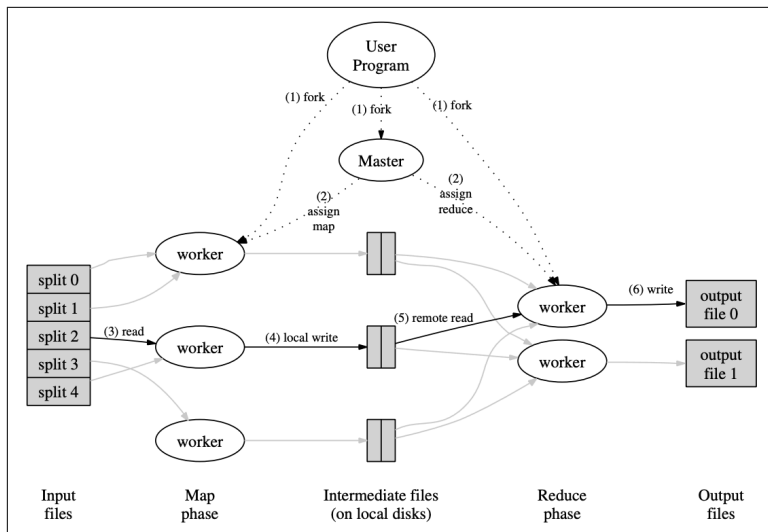 User
Program
(1) fork
(1) fork
(1) fork
Master
(2)
assign
map
(2)
assign
reduce
worker
split 0
split 1
split 2
split 3
split 4
(3) read
worker
(4) local write
(5) remote read
worker
(6) write
output
file 0
worker
output
file 1
worker
Input
files
Map
phase
Intermediate files
(on local disks)
Reduce
phase
Output
files